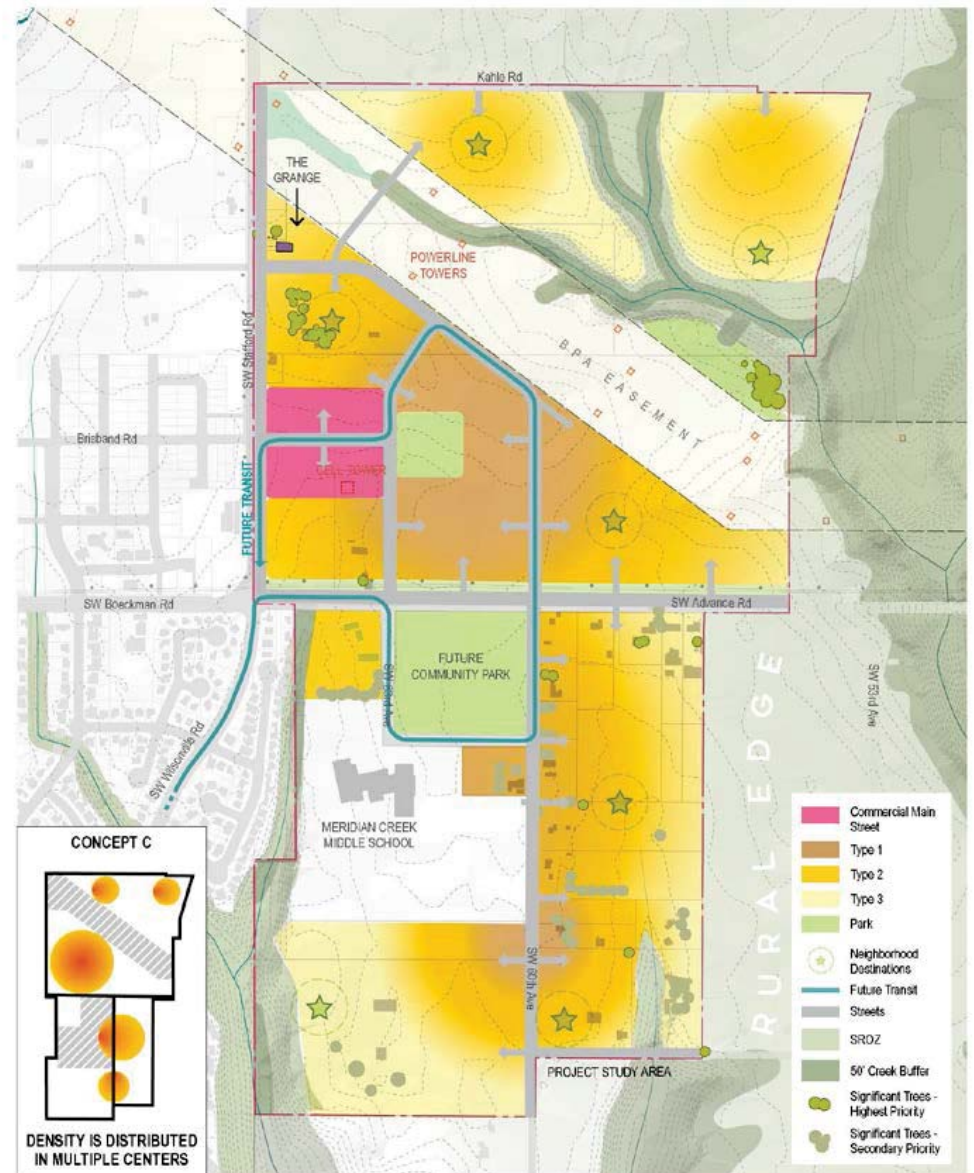 Kahle Rd
THE
GRANGE
POWERLINE
TOWERS
SW Stafford Rd
BPA EASEMENT
Brisband Rd
CELL TOWER
FUTURE TRANSIT
SW Boeckman Rd
SW Advance Rd
FUTURE
COMMUNITY PARK
SW 63rd Ave
SW 53rd Ave
SW Wilsonville Rd
MERIDIAN CREEK
MIDDLE SCHOOL
RURAL EDGE
SW 60th Ave
PROJECT STUDY AREA
CONCEPT C
DENSITY IS DISTRIBUTED
IN MULTIPLE CENTERS
Commercial Main
Street
Type 1
Type 2
Type 3
Park
Neighborhood
Destinations
Future Transit
Streets
SROZ
50' Creek Buffer
Significant Trees -
Highest Priority
Significant Trees -
Secondary Priority